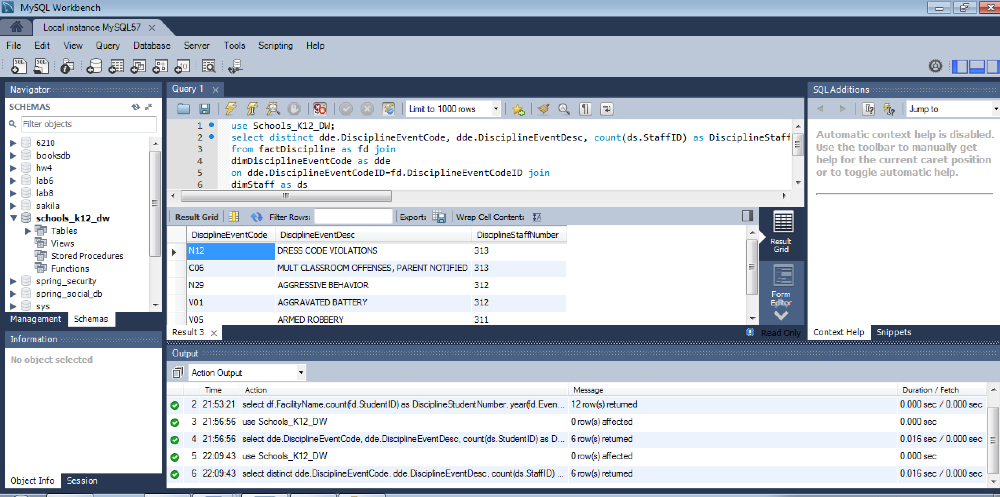 MySQL Workbench
Local instance MySQL57
File Edit View Query Database Server Tools Scripting Help
Navigator
SCHEMAS
Filter objects
6210
booksdb
hw4
lab6
lab8
sakila
schools_k12_dw
Tables
Views
Stored Procedures
Functions
spring_security
spring_social_db
sys
Management Schemas
Information
No object selected
Object Info Session
Query 1
Limit to 1000 rows
1 use Schools_K12_DW;
2 select distinct dde.DisciplineEventCode, dde.DisciplineEventDesc, count(ds.StaffID) as DisciplineStaff
3 from factDiscipline as fd join
4 dimDisciplineEventCode as dde
5 on dde.DisciplineEventCodeID=fd.DisciplineEventCodeID join
6 dimStaff as ds
Result Grid Filter Rows: Export: Wrap Cell Content:
DisciplineEventCode DisciplineEventDesc DisciplineStaffNumber
N12 DRESS CODE VIOLATIONS 313
C06 MULT CLASSROOM OFFENSES, PARENT NOTIFIED 313
N29 AGGRESSIVE BEHAVIOR 312
V01 AGGRAVATED BATTERY 312
V05 ARMED ROBBERY 311
Result
Grid
Form
Editor
Result 3
Read Only
SQL Additions
Jump to
Automatic context help is disabled.
Use the toolbar to manually get
help for the current caret position
or to toggle automatic help.
Context Help Snippets
Output
Action Output
Time Action Message Duration / Fetch
2 21:53:21 select df.FacilityName,count(fd.StudentID) as DisciplineStudentNumber, year(fd.Even... 12 row(s) returned 0.000 sec / 0.000 sec
3 21:56:56 use Schools_K12_DW 0 row(s) affected 0.000 sec
4 21:56:56 select dde.DisciplineEventCode, dde.DisciplineEventDesc, count(ds.StudentID) as D... 6 row(s) returned 0.016 sec / 0.000 sec
5 22:09:43 use Schools_K12_DW 0 row(s) affected 0.000 sec
6 22:09:43 select distinct dde.DisciplineEventCode, dde.DisciplineEventDesc, count(ds.StaffID) ... 6 row(s) returned 0.016 sec / 0.000 sec